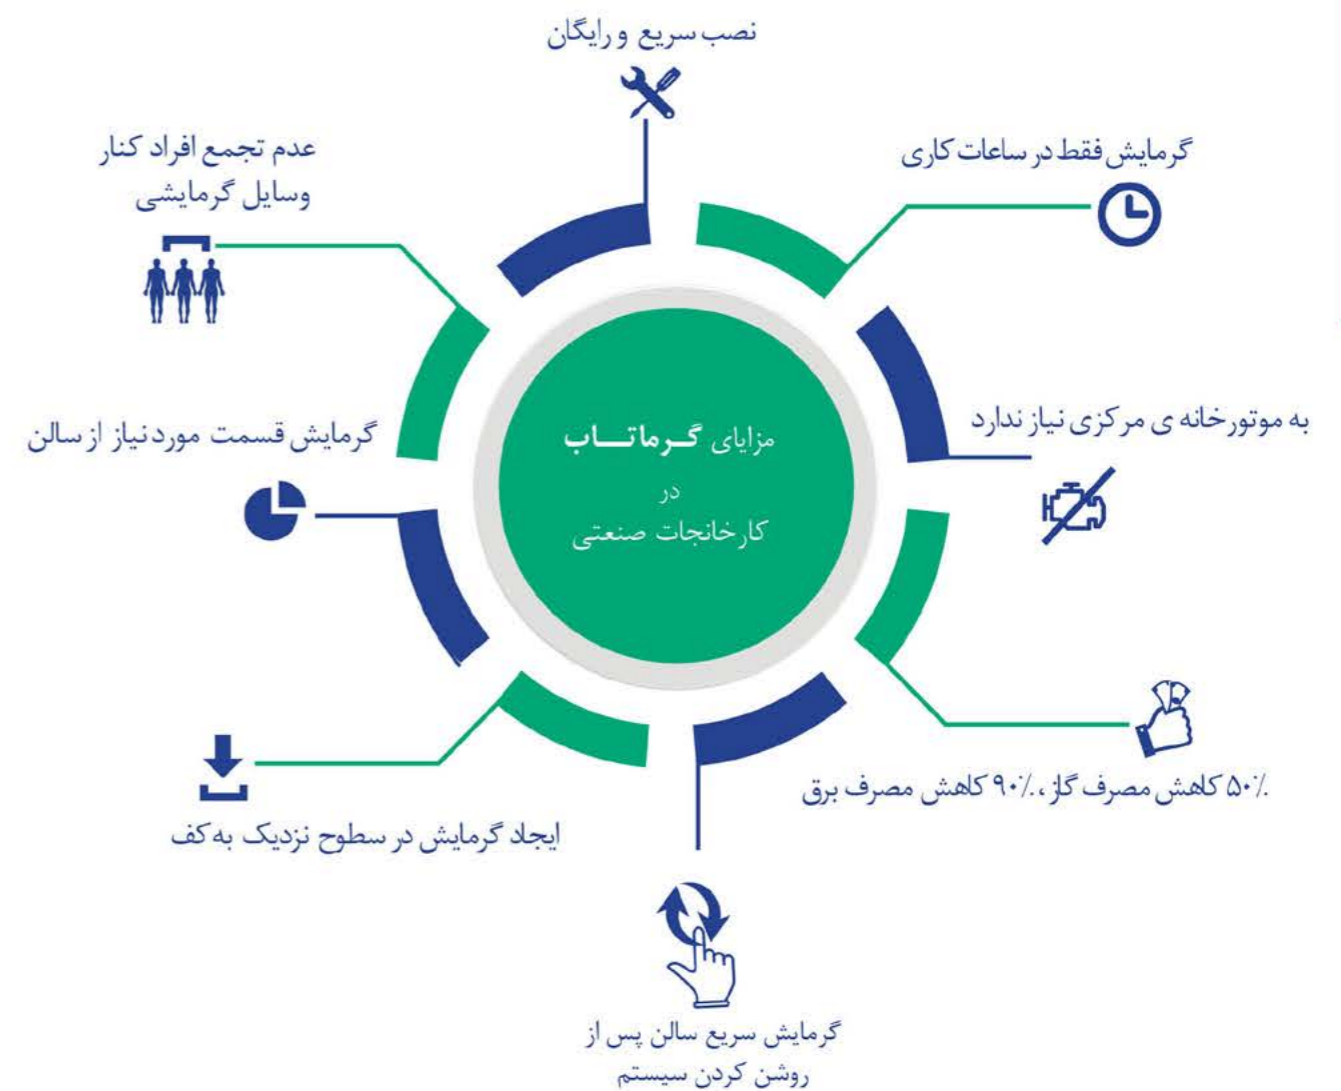 نصب سریع و رایگان
گرمایش فقط در ساعات کاری
عدم تجمع افراد کنار
وسایل گرمایشی
به موتورخانه ی مرکزی نیاز ندارد
گرمایش قسمت مورد نیاز از سالن
مزایای گــرماتــــاب
در
کارخانجات صنعتی
۵۰٪ کاهش مصرف گاز، ۹۰٪ کاهش مصرف برق
ایجاد گرمایش در سطوح نزدیک به کف
گرمایش سریع سالن پس از
روشن کردن سیستم